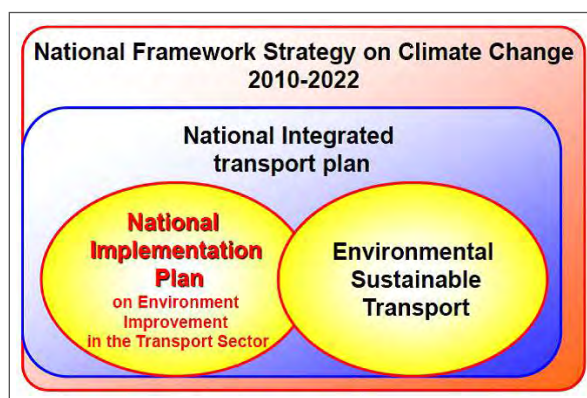 National Framework Strategy on Climate Change
2010-2022
National Integrated
transport plan
National
Implementation
Plan
on Environment
Improvement
in the Transport Sector
Environmental
Sustainable
Transport